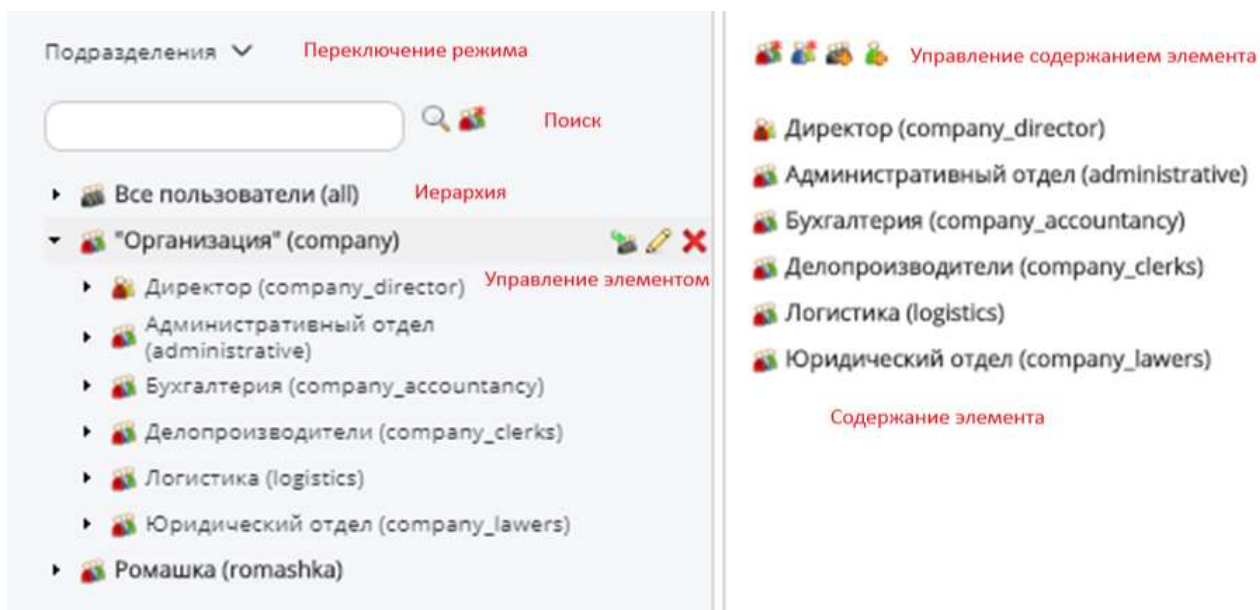 Подразделения
Переключение режима
Поиск
Все пользователи (all)
Иерархия
"Организация" (company)
Директор (company_director)
Управление элементом
Административный отдел
(administrative)
Бухгалтерия (company_accountancy)
Делопроизводители (company_clerks)
Логистика (logistics)
Юридический отдел (company_lawers)
Ромашка (romashka)
Управление содержанием элемента
Директор (company_director)
Административный отдел (administrative)
Бухгалтерия (company_accountancy)
Делопроизводители (company_clerks)
Логистика (logistics)
Юридический отдел (company_lawers)
Содержание элемента